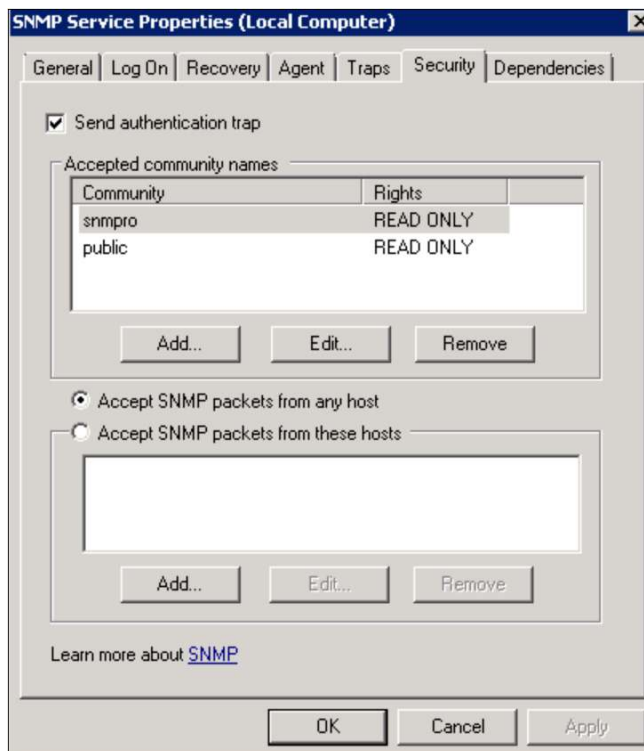 SNMP Service Properties (Local Computer)
General Log On Recovery Agent Traps Security Dependencies
Send authentication trap
Accepted community names
Community Rights
snmpro READ ONLY
public READ ONLY
Add... Edit... Remove
Accept SNMP packets from any host
Accept SNMP packets from these hosts
Add... Edit... Remove
Learn more about SNMP
OK Cancel Apply